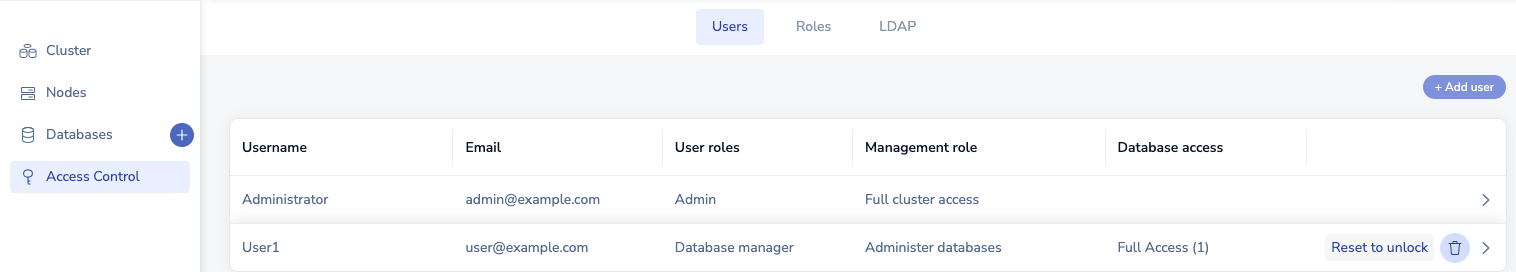 Users Roles LDAP
Cluster
Nodes
Databases
Access Control
+ Add user
Username Email User roles Management role Database access
Administrator admin@example.com Admin Full cluster access
User1 user@example.com Database manager Administer databases Full Access (1) Reset to unlock